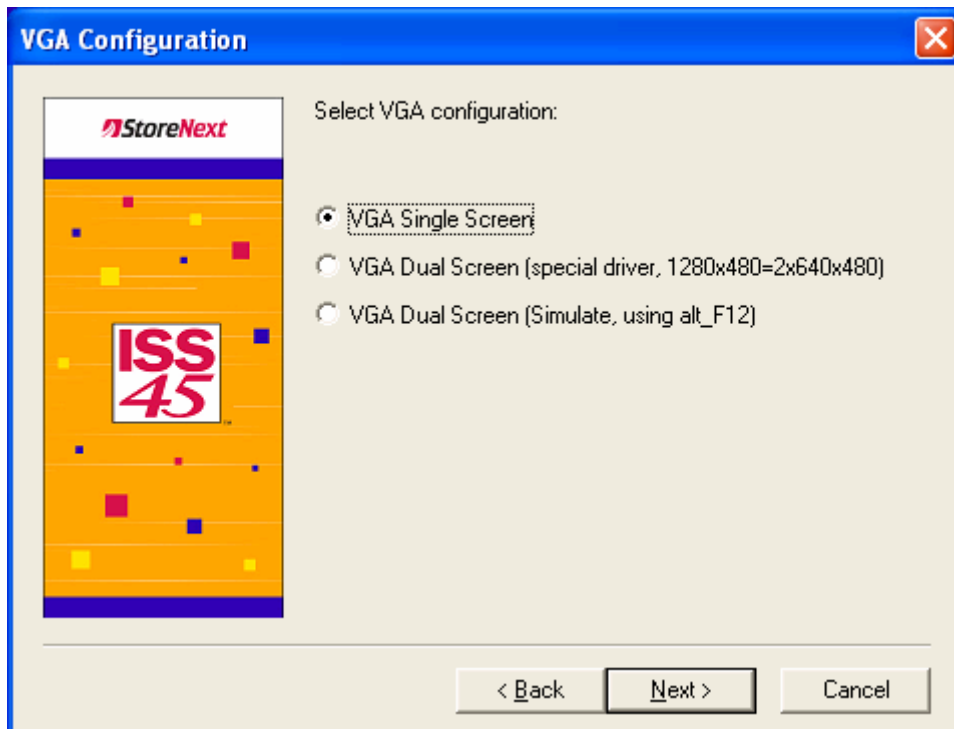 VGA Configuration
StoreNext
Select VGA configuration:
VGA Single Screen
VGA Dual Screen (special driver, 1280x480=2x640x480)
VGA Dual Screen (Simulate, using alt_F12)
ISS
45
™
< Back
Next >
Cancel